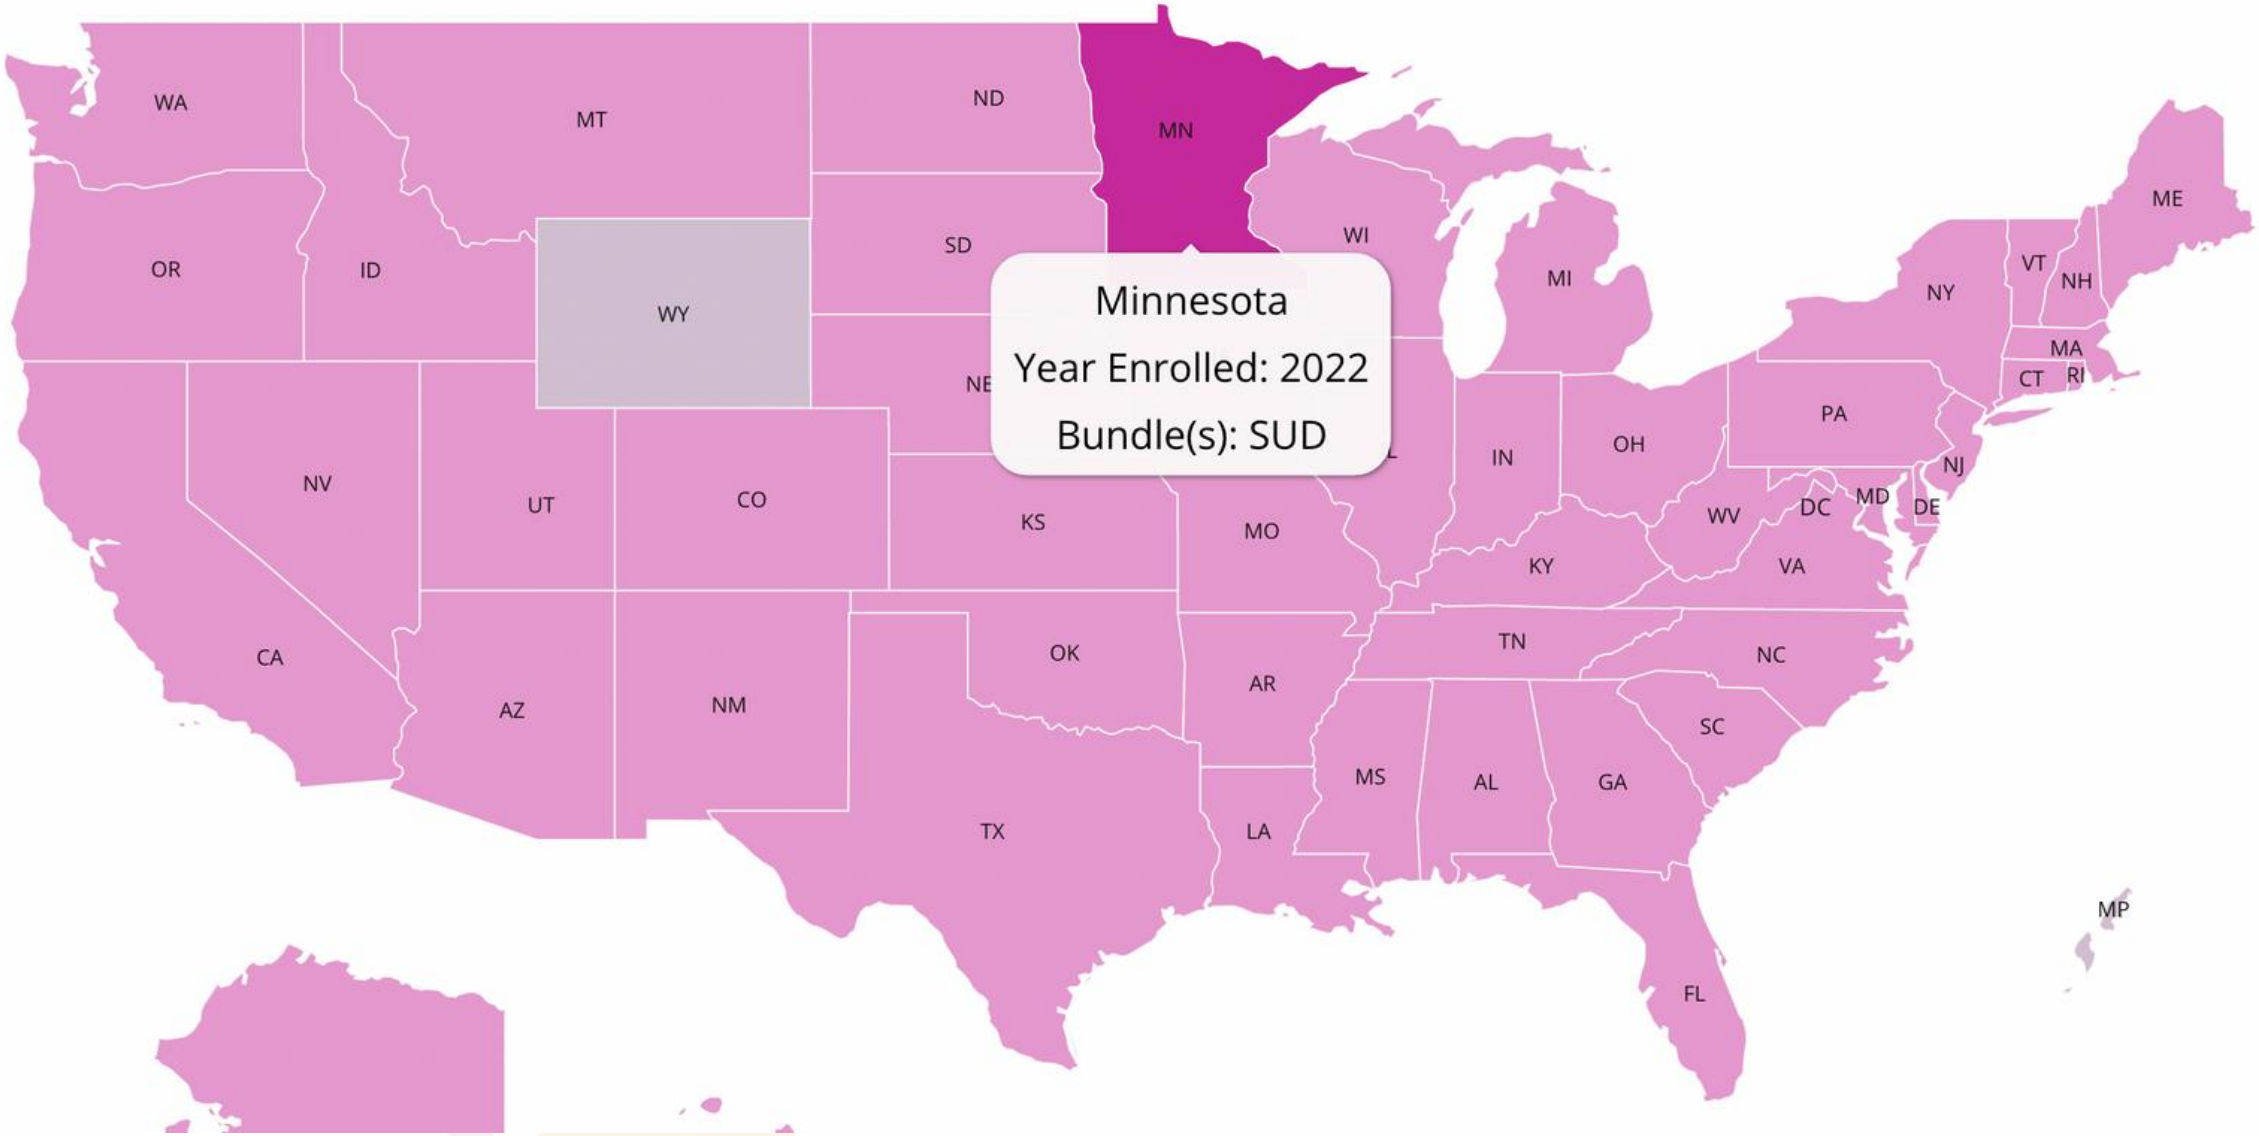 WA
MT
ND
MN
ME
OR
ID
WY
SD
WI
MI
NY
VT
NH
MA
CT
RI
Minnesota
Year Enrolled: 2022
Bundle(s): SUD
NE
PA
NJ
NV
UT
CO
KS
MO
IN
OH
WV
DC
MD
DE
KY
VA
CA
AZ
NM
OK
AR
TN
NC
SC
TX
LA
MS
AL
GA
FL
MP